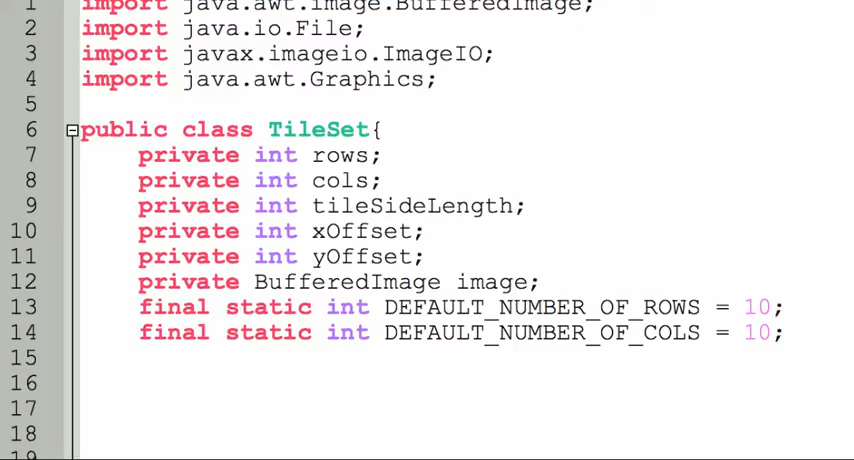 1 import java.awt.image.BufferedImage;
2 import java.io.File;
3 import javax.imageio.ImageIO;
4 import java.awt.Graphics;
5
6 public class TileSet{
7 private int rows;
8 private int cols;
9 private int tileSideLength;
10 private int xOffset;
11 private int yOffset;
12 private BufferedImage image;
13 final static int DEFAULT_NUMBER_OF_ROWS = 10;
14 final static int DEFAULT_NUMBER_OF_COLS = 10;
15
16
17
18
19